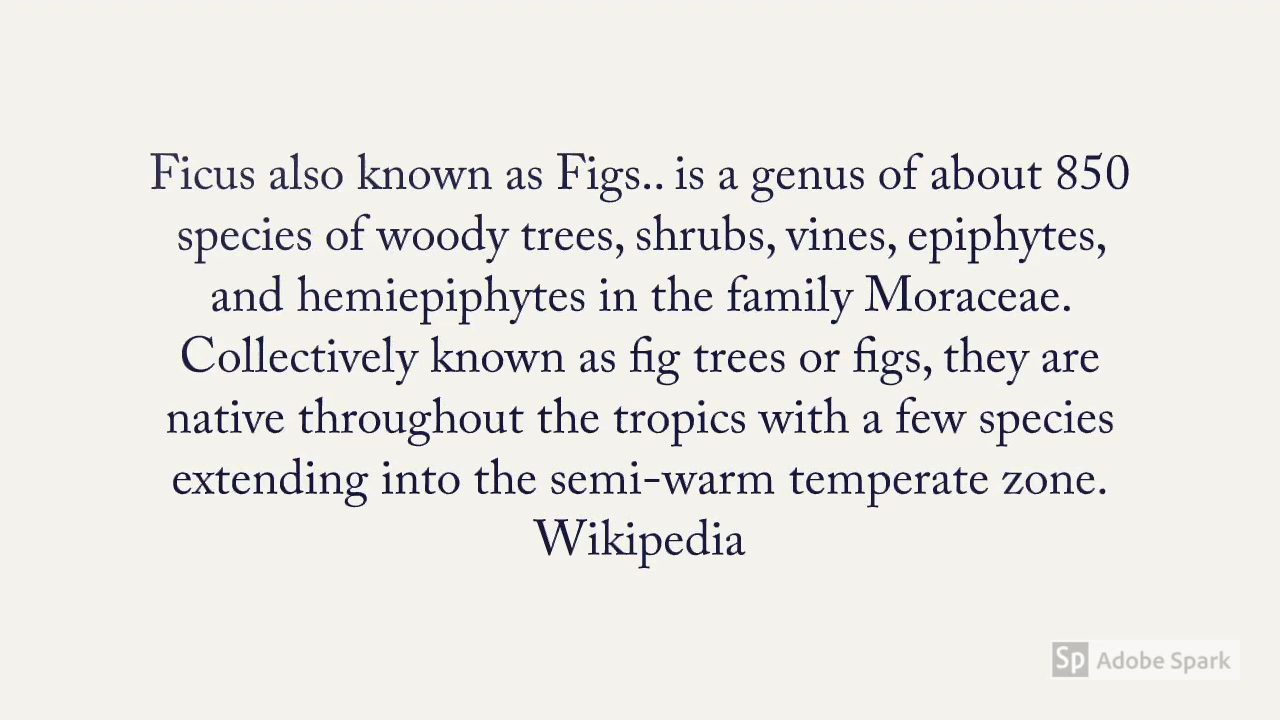 Ficus also known as Figs.. is a genus of about 850
species of woody trees, shrubs, vines, epiphytes,
and hemiepiphytes in the family Moraceae.
Collectively known as fig trees or figs, they are
native throughout the tropics with a few species
extending into the semi-warm temperate zone.
Wikipedia
Sp Adobe Spark